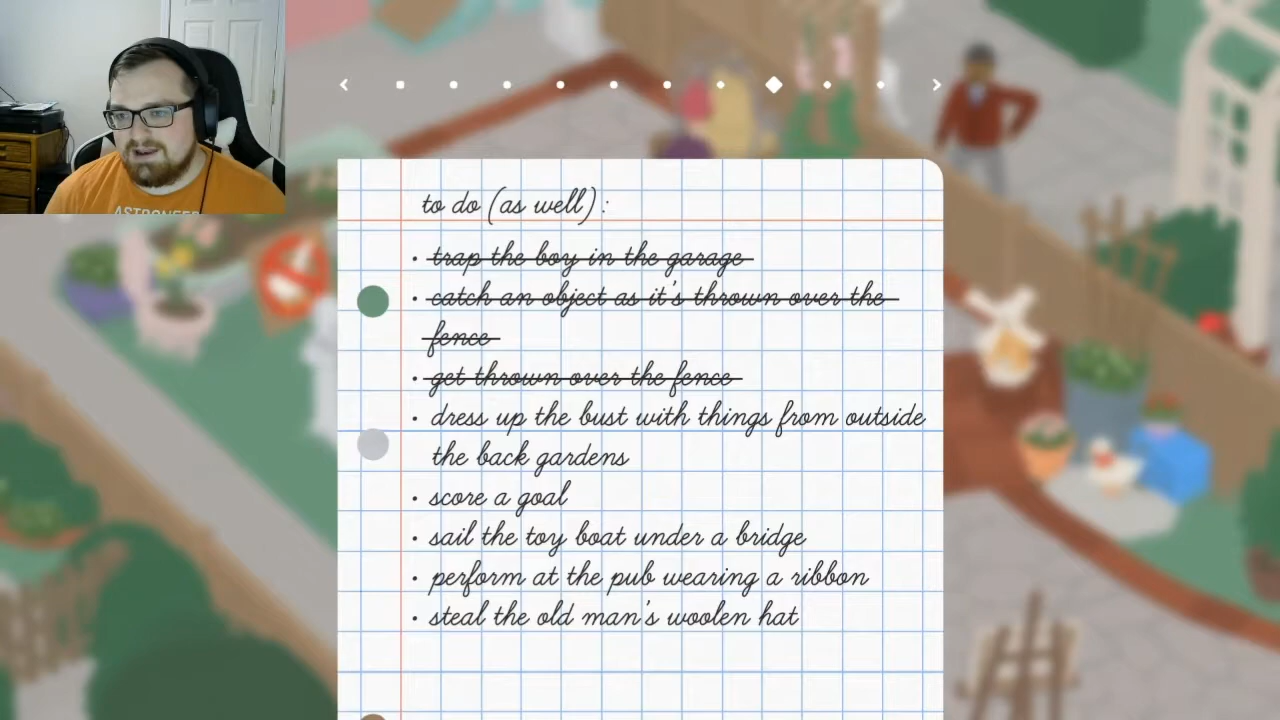 to do (as well):
• trap the boy in the garage
• catch an object as it's thrown over the
fence
• get thrown over the fence
• dress up the bust with things from outside
the back gardens
• score a goal
• sail the toy boat under a bridge
• perform at the pub wearing a ribbon
• steal the old man's woolen hat
ASTRONEER